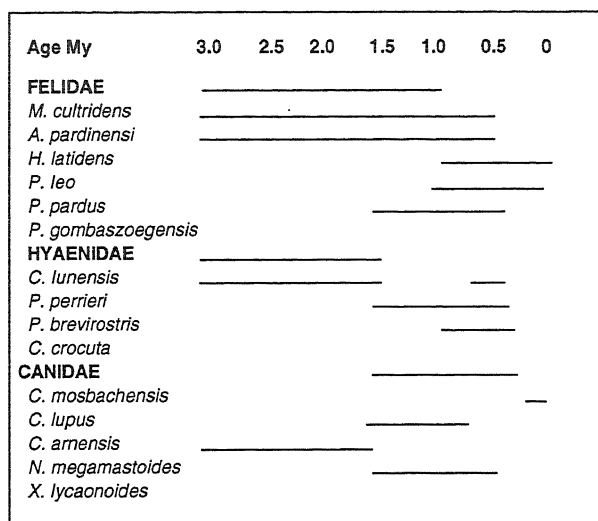 Age My 3.0 2.5 2.0 1.5 1.0 0.5 0
FELIDAE
M. cultridens
A. pardinensi
H. latidens
P. leo
P. pardus
P. gombaszoegensis
HYAENIDAE
C. lunensis
P. perrieri
P. brevirostris
C. crocuta
CANIDAE
C. mosbachensis
C. lupus
C. arnensis
N. megamastoides
X. lycaonoides